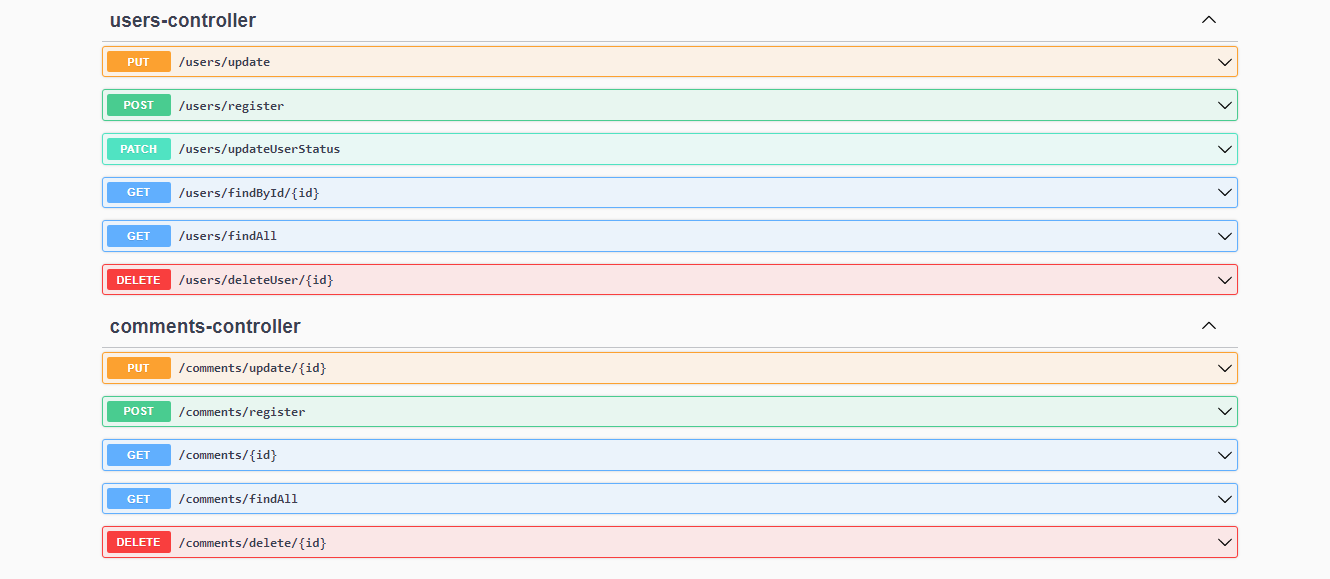 users-controller
PUT /users/update
POST /users/register
PATCH /users/updateUserStatus
GET /users/findById/{id}
GET /users/findAll
DELETE /users/deleteUser/{id}
comments-controller
PUT /comments/update/{id}
POST /comments/register
GET /comments/{id}
GET /comments/findAll
DELETE /comments/delete/{id}